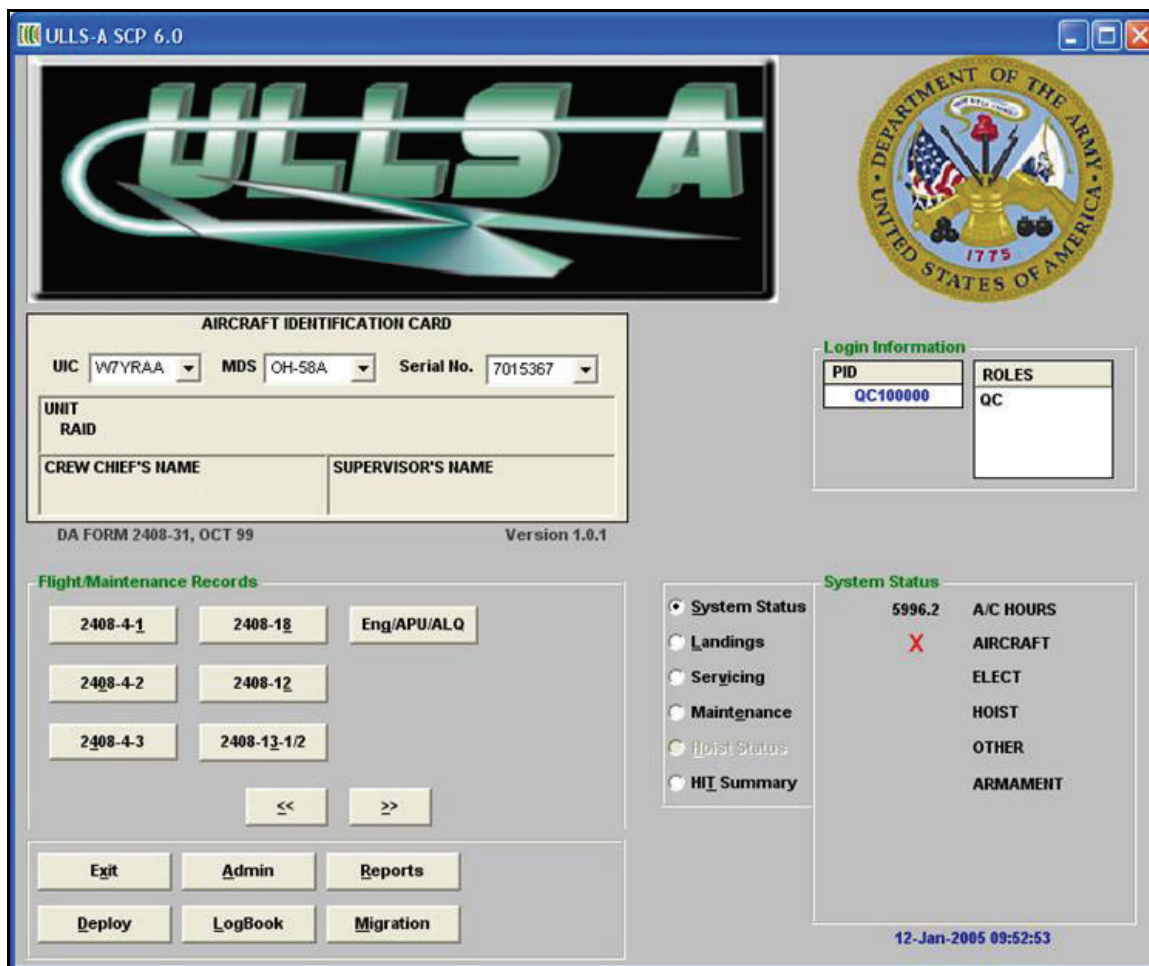 ULLS-A SCP 6.0
ULLS A
DEPARTMENT OF THE ARMY
UNITED STATES OF AMERICA
1775
AIRCRAFT IDENTIFICATION CARD
UIC W7YRAA MDS OH-58A Serial No. 7015367
UNIT
RAID
CREW CHIEF'S NAME SUPERVISOR'S NAME
DA FORM 2408-31, OCT 99 Version 1.0.1
Login Information
PID ROLES
QC100000 QC
Flight/Maintenance Records
2408-4-1 2408-18 Eng/APU/ALQ
2408-4-2 2408-12
2408-4-3 2408-13-1/2
<< >>
Exit Admin Reports
Deploy LogBook Migration
System Status
Landings
Servicing
Maintenance
Hoist Status
HIT Summary
System Status
5996.2 A/C HOURS
X AIRCRAFT
ELECT
HOIST
OTHER
ARMAMENT
12-Jan-2005 09:52:53